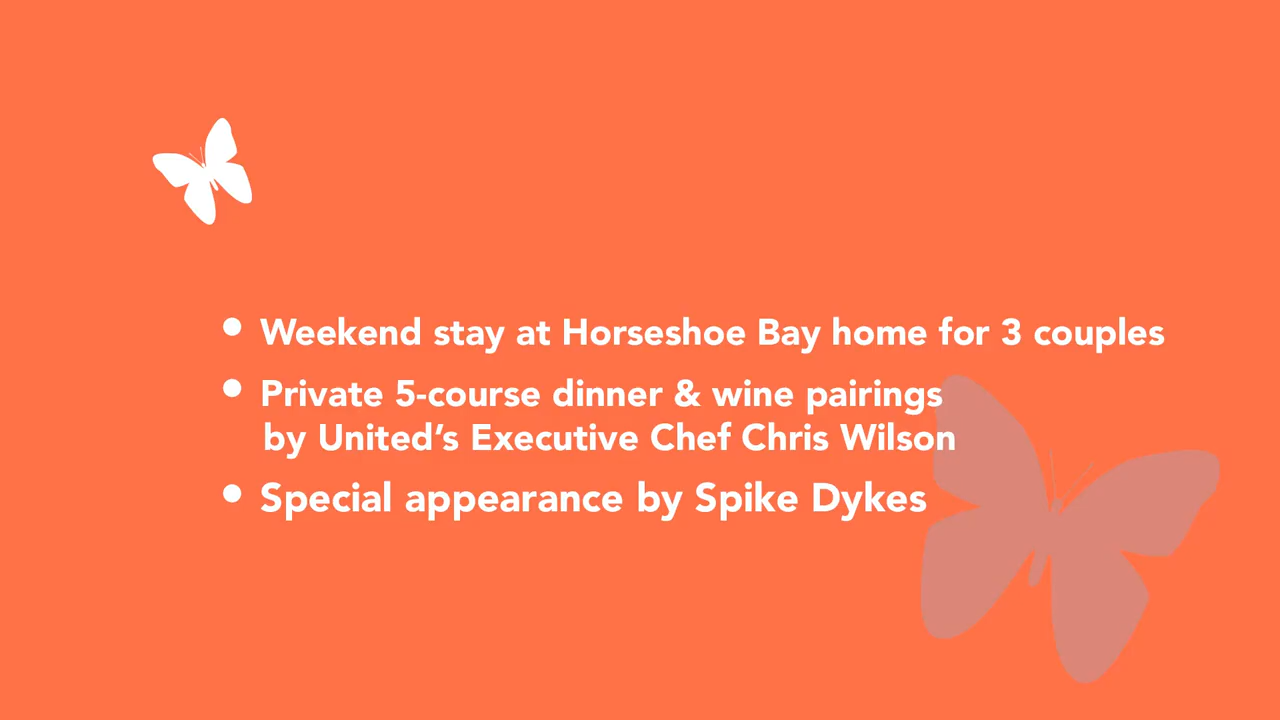 • Weekend stay at Horseshoe Bay home for 3 couples
• Private 5-course dinner & wine pairings
by United’s Executive Chef Chris Wilson
• Special appearance by Spike Dykes